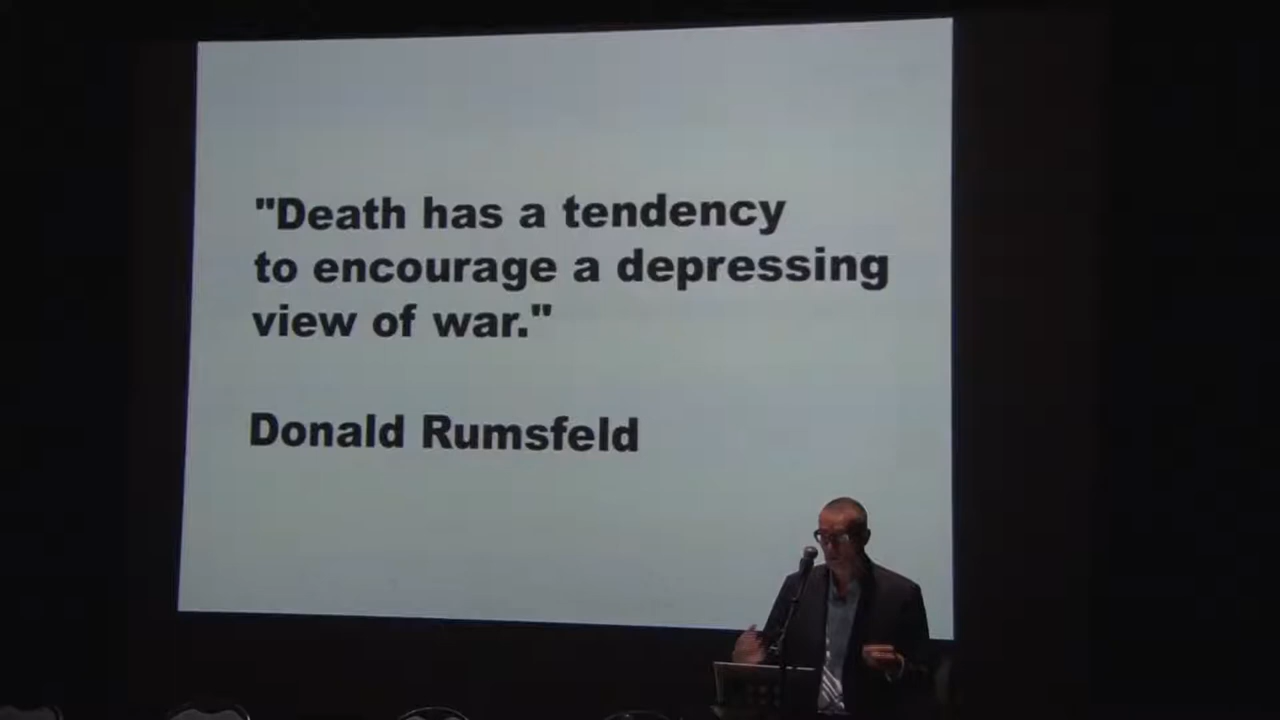 "Death has a tendency
to encourage a depressing
view of war."
Donald Rumsfeld